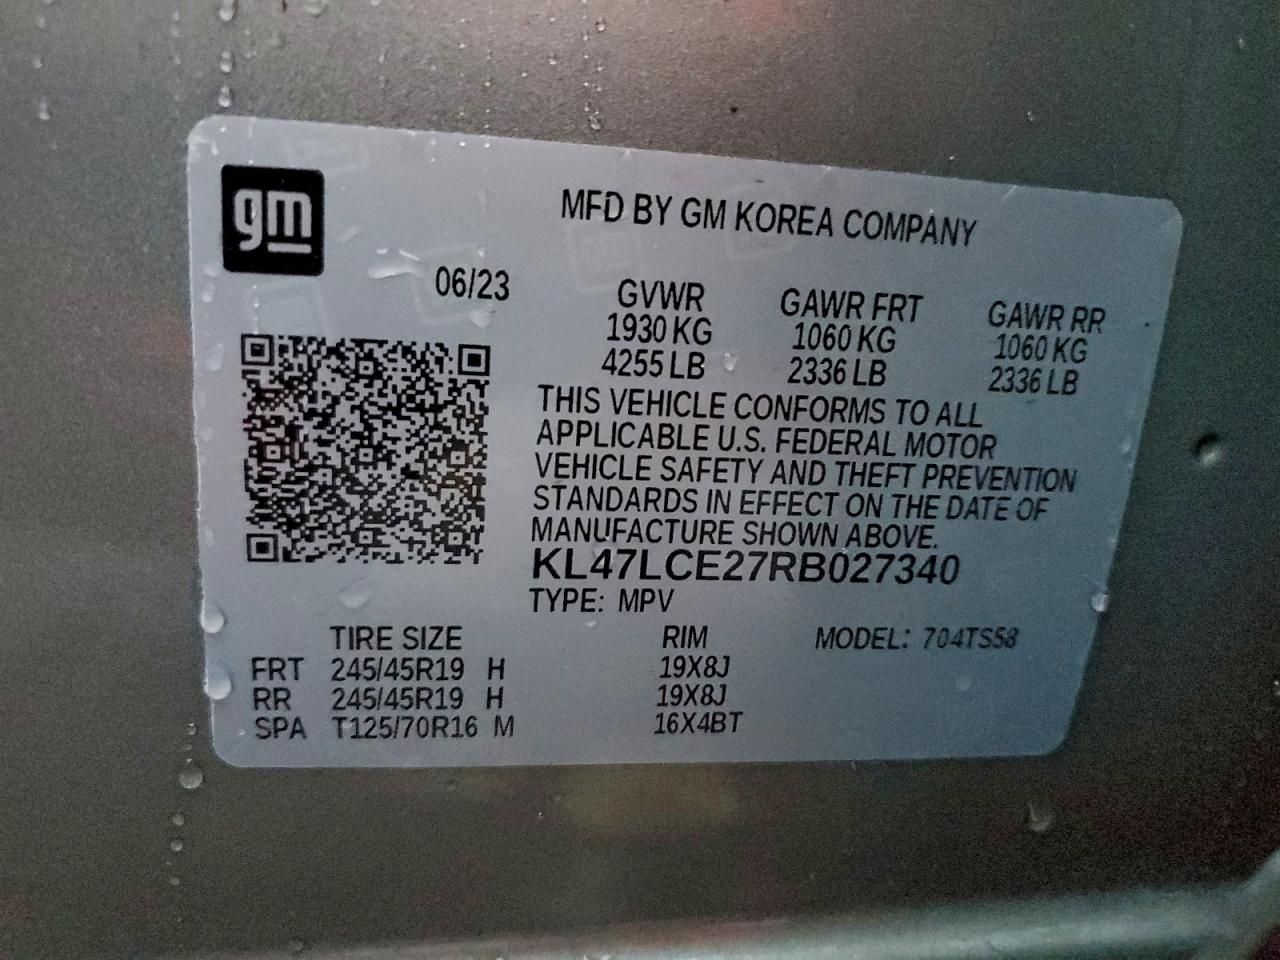 gm
MFD BY GM KOREA COMPANY
06/23
GVWR GAWR FRT GAWR RR
1930 KG 1060 KG 1060 KG
4255 LB 2336 LB 2336 LB
THIS VEHICLE CONFORMS TO ALL
APPLICABLE U.S. FEDERAL MOTOR
VEHICLE SAFETY AND THEFT PREVENTION
STANDARDS IN EFFECT ON THE DATE OF
MANUFACTURE SHOWN ABOVE.
KL47LCE27RB027340
TYPE: MPV
TIRE SIZE RIM MODEL: 704TS58
FRT 245/45R19 H 19X8J
RR 245/45R19 H 19X8J
SPA T125/70R16 M 16X4BT